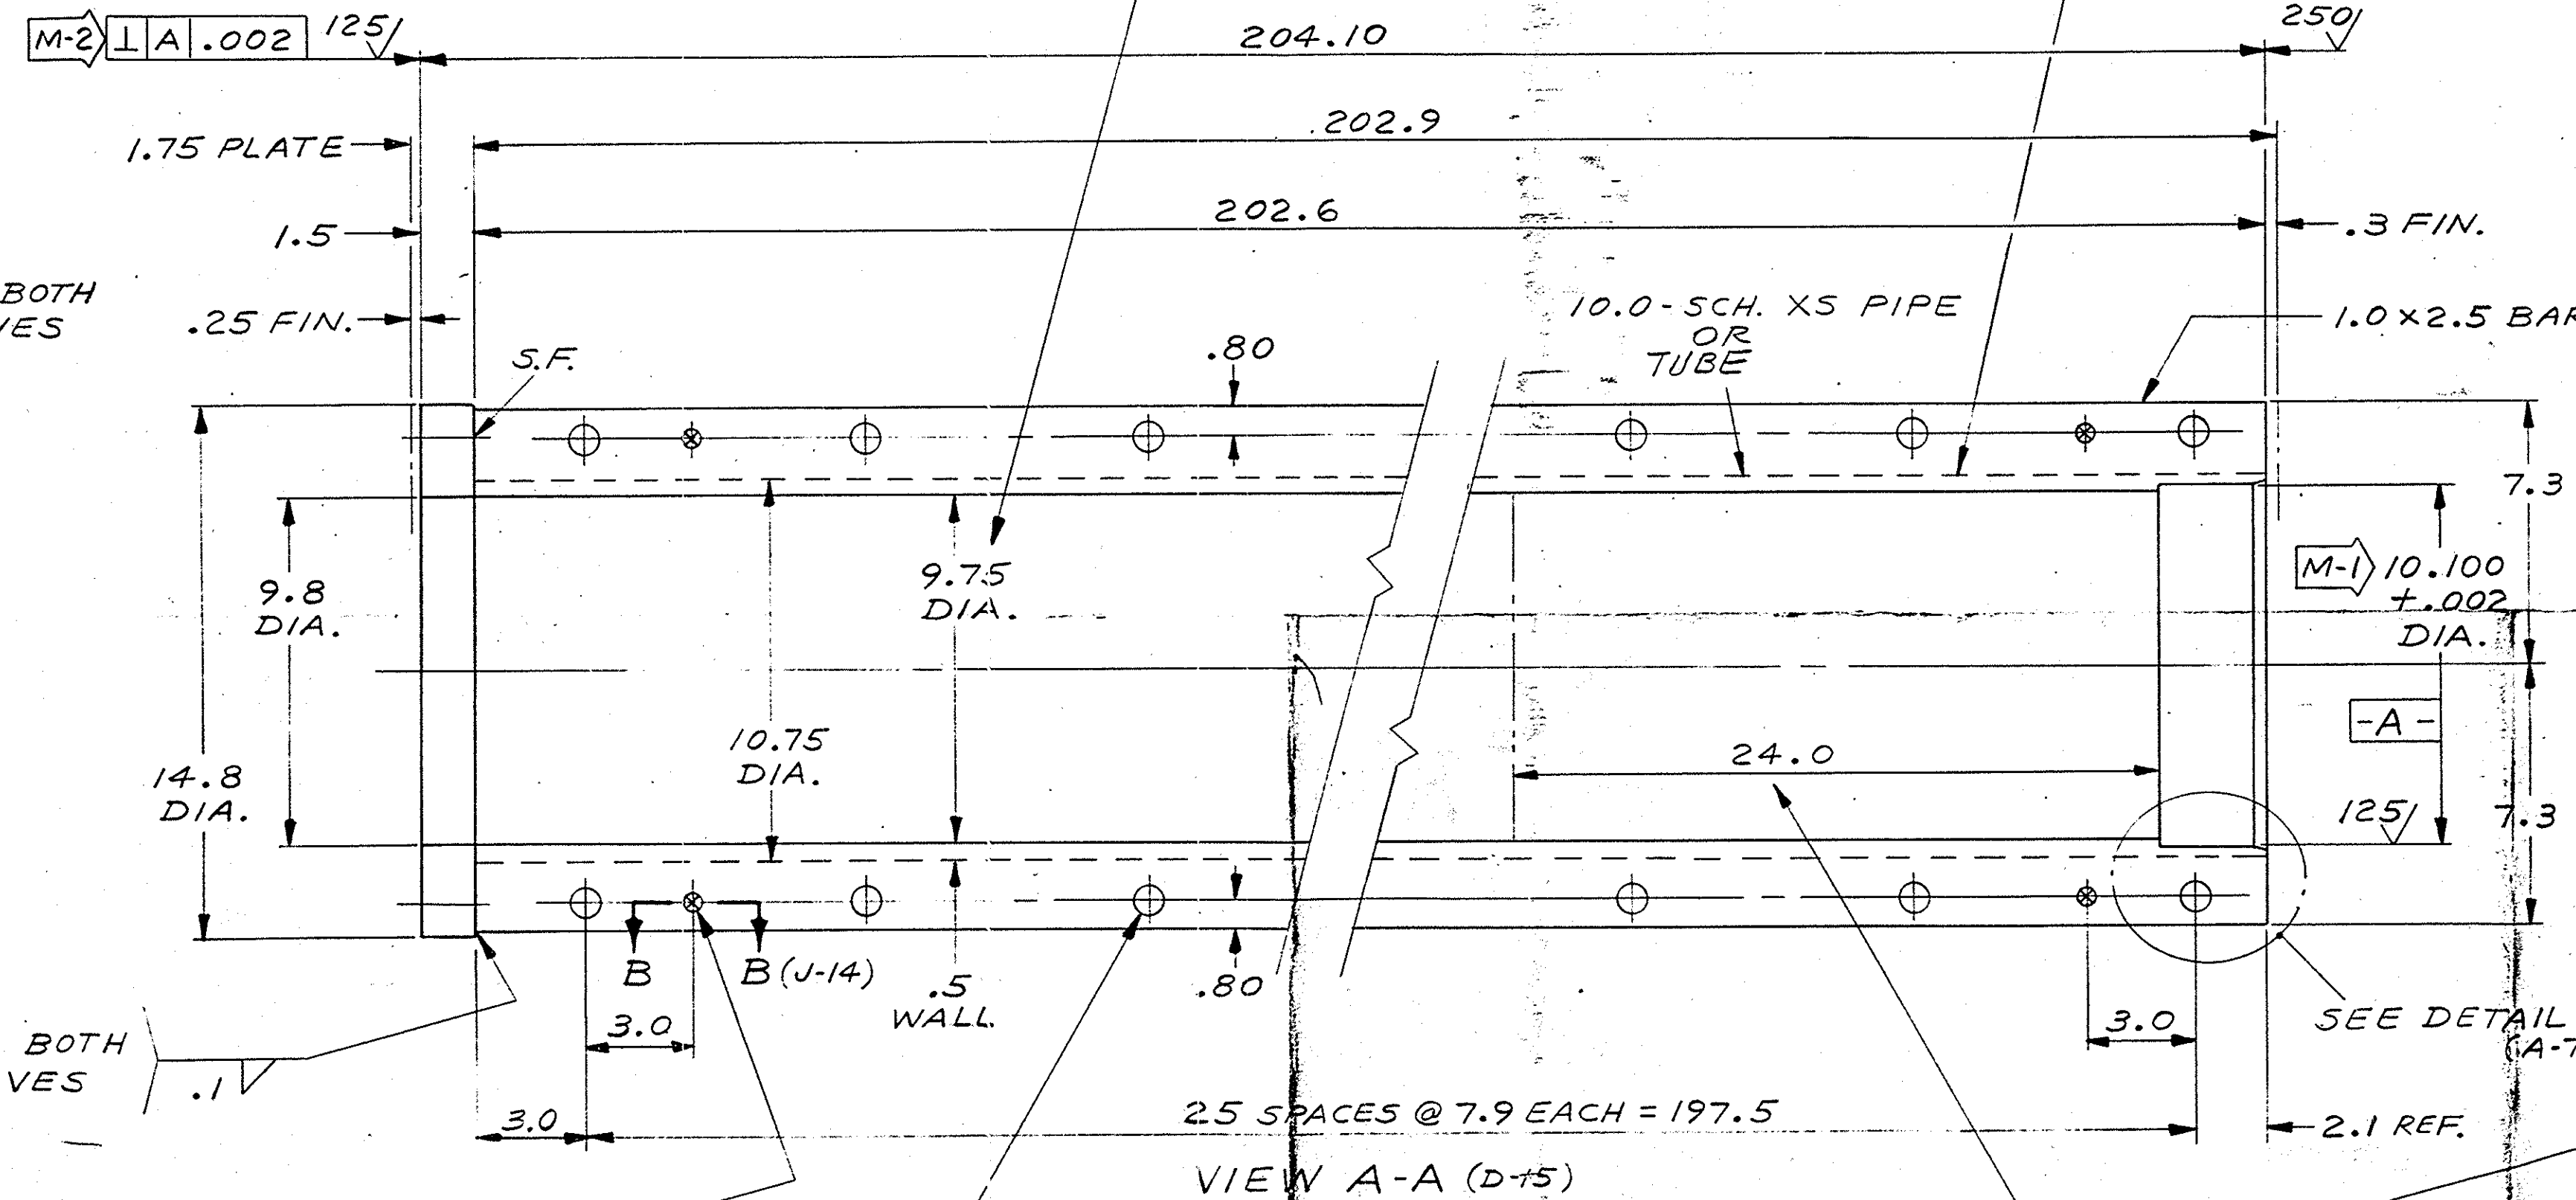 M-2 ⊥ A .002 125
204.10
250
1.75 PLATE
202.9
1.5
202.6
.3 FIN.
BOTH
VES
.25 FIN.
S.F.
.80
10.0-SCH. XS PIPE
OR
TUBE
1.0 x 2.5 BAR
7.3
9.8
DIA.
9.75
DIA.
M-1 10.100
+.002
DIA.
-A-
14.8
DIA.
10.75
DIA.
24.0
125
7.3
B
B (J-14)
.5
WALL
.80
3.0
3.0
SEE DETAIL
(A-7
BOTH
VES
.1
3.0
25 SPACES @ 7.9 EACH = 197.5
2.1 REF.
VIEW A-A (D-15)